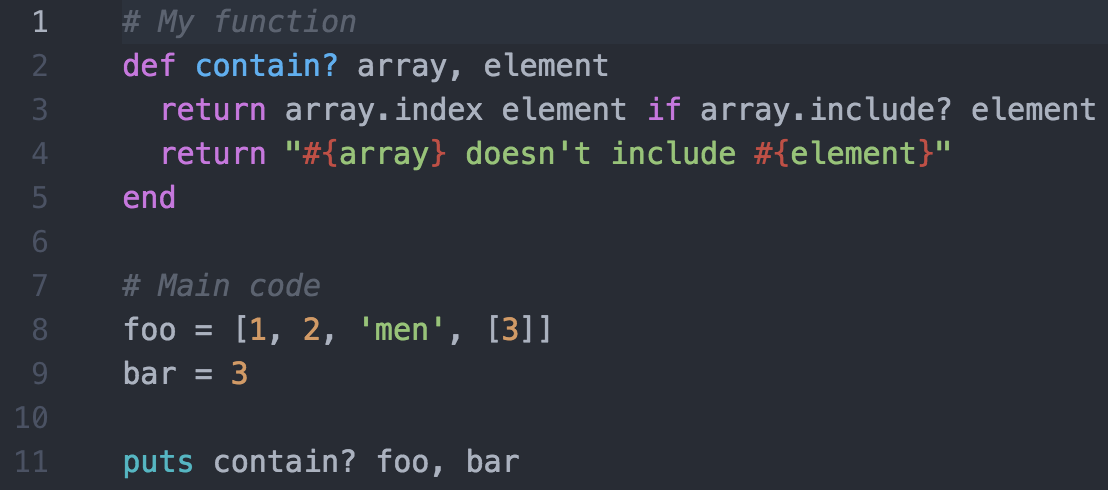 1 # My function
2 def contain? array, element
3   return array.index element if array.include? element
4   return "#{array} doesn't include #{element}"
5 end
6
7 # Main code
8 foo = [1, 2, 'men', [3]]
9 bar = 3
10
11 puts contain? foo, bar